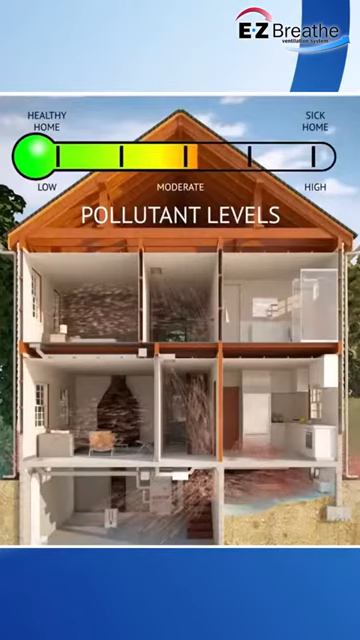 E·Z Breathe
ventilation system
HEALTHY
HOME
SICK
HOME
LOW
MODERATE
HIGH
POLLUTANT LEVELS